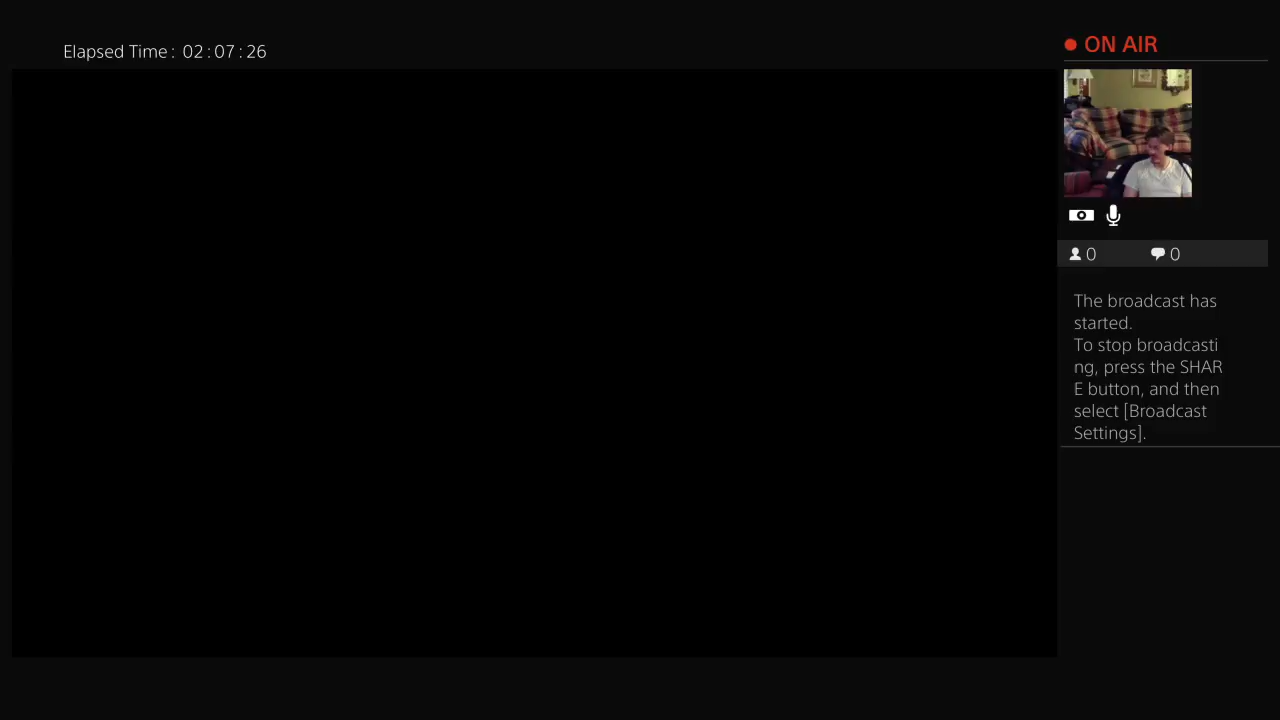 Elapsed Time: 02:07:26
ON AIR
0 0
The broadcast has
started.
To stop broadcasti
ng, press the SHAR
E button, and then
select [Broadcast
Settings].